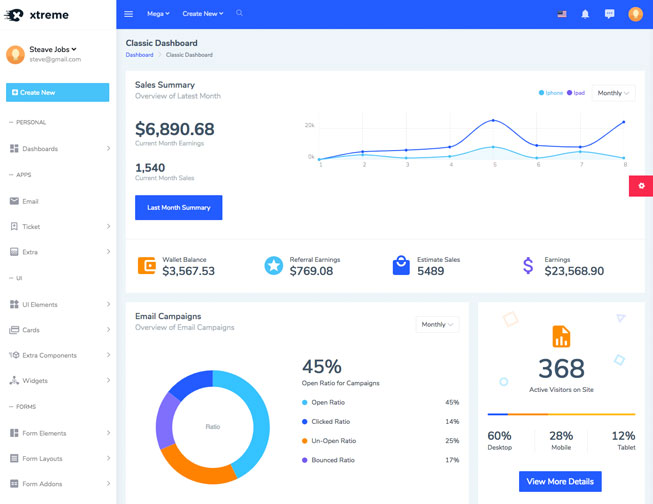 xtreme
Mega
Create New
Steave Jobs
steve@gmail.com
Create New
PERSONAL
Dashboards
APPS
Email
Ticket
Extra
UI
UI Elements
Cards
Extra Components
Widgets
FORMS
Form Elements
Form Layouts
Form Addons
Classic Dashboard
Dashboard > Classic Dashboard
Sales Summary
Overview of Latest Month
Iphone
Ipad
Monthly
$6,890.68
Current Month Earnings
1,540
Current Month Sales
Last Month Summary
20k
0k
1 2 3 4 5 6 7 8
Wallet Balance
$3,567.53
Referral Earnings
$769.08
Estimate Sales
5489
Earnings
$23,568.90
Email Campaigns
Overview of Email Campaigns
Monthly
Ratio
45%
Open Ratio for Campaigns
Open Ratio 45%
Clicked Ratio 14%
Un-Open Ratio 25%
Bounced Ratio 17%
368
Active Visitors on Site
60% 28% 12%
Desktop Mobile Tablet
View More Details